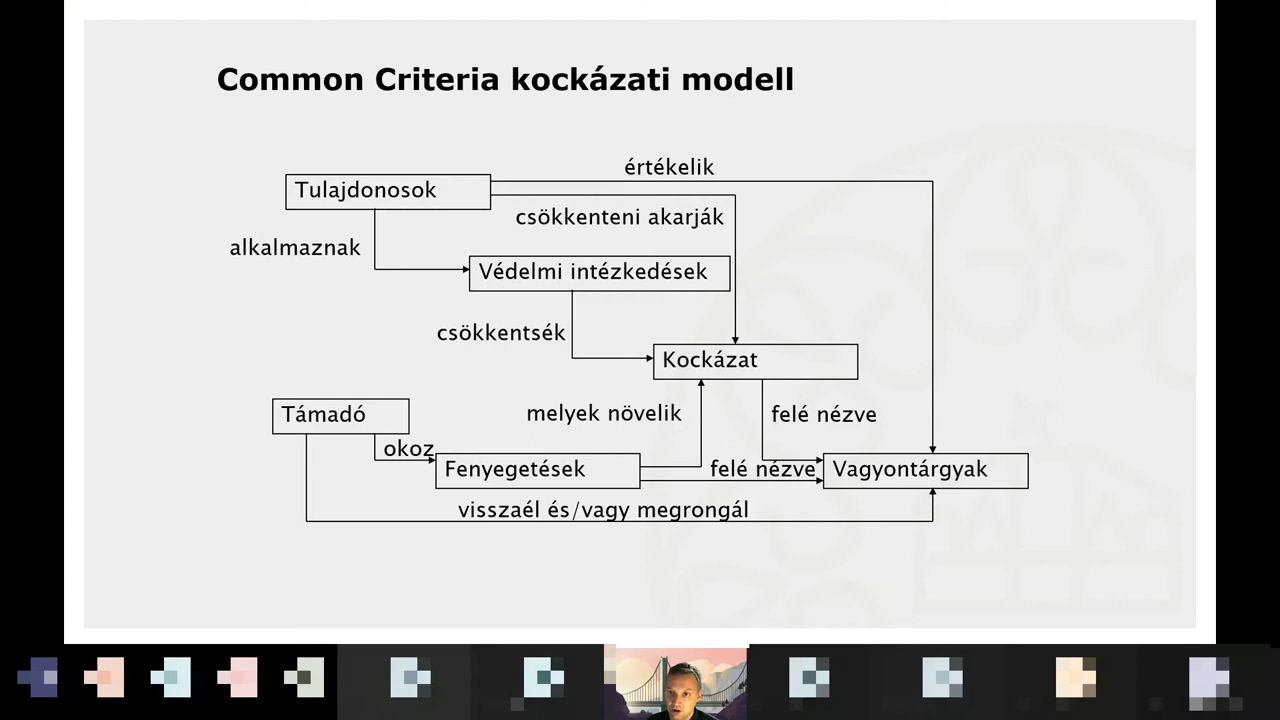 Common Criteria kockázati modell
értékelik
Tulajdonosok
csökkenteni akarják
alkalmaznak
Védelmi intézkedések
csökkentsék
Kockázat
Támadó
melyek növelik
felé nézve
okoz
Fenyegetések
felé nézve
Vagyontárgyak
visszaél és/vagy megrongál